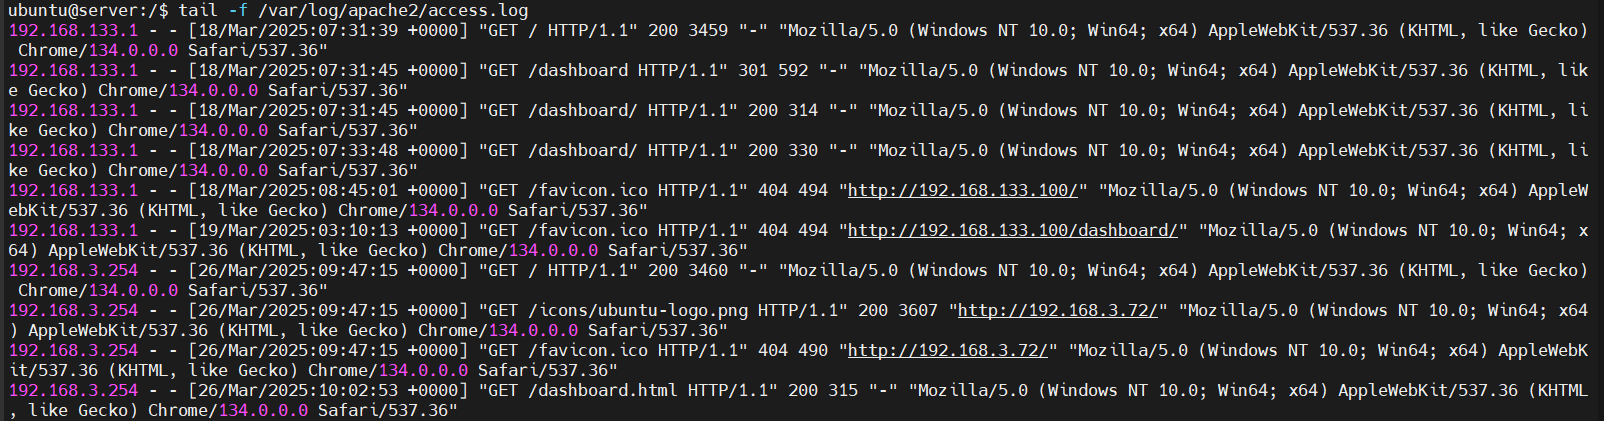 ubuntu@server:/$ tail -f /var/log/apache2/access.log
192.168.133.1 - - [18/Mar/2025:07:31:39 +0000] "GET / HTTP/1.1" 200 3459 "-" "Mozilla/5.0 (Windows NT 10.0; Win64; x64) AppleWebKit/537.36 (KHTML, like Gecko)
 Chrome/134.0.0.0 Safari/537.36"
192.168.133.1 - - [18/Mar/2025:07:31:45 +0000] "GET /dashboard HTTP/1.1" 301 592 "-" "Mozilla/5.0 (Windows NT 10.0; Win64; x64) AppleWebKit/537.36 (KHTML, lik
e Gecko) Chrome/134.0.0.0 Safari/537.36"
192.168.133.1 - - [18/Mar/2025:07:31:45 +0000] "GET /dashboard/ HTTP/1.1" 200 314 "-" "Mozilla/5.0 (Windows NT 10.0; Win64; x64) AppleWebKit/537.36 (KHTML, li
ke Gecko) Chrome/134.0.0.0 Safari/537.36"
192.168.133.1 - - [18/Mar/2025:07:33:48 +0000] "GET /dashboard/ HTTP/1.1" 200 330 "-" "Mozilla/5.0 (Windows NT 10.0; Win64; x64) AppleWebKit/537.36 (KHTML, li
ke Gecko) Chrome/134.0.0.0 Safari/537.36"
192.168.133.1 - - [18/Mar/2025:08:45:01 +0000] "GET /favicon.ico HTTP/1.1" 404 494 "http://192.168.133.100/" "Mozilla/5.0 (Windows NT 10.0; Win64; x64) AppleW
ebKit/537.36 (KHTML, like Gecko) Chrome/134.0.0.0 Safari/537.36"
192.168.133.1 - - [19/Mar/2025:03:10:13 +0000] "GET /favicon.ico HTTP/1.1" 404 494 "http://192.168.133.100/dashboard/" "Mozilla/5.0 (Windows NT 10.0; Win64; x
64) AppleWebKit/537.36 (KHTML, like Gecko) Chrome/134.0.0.0 Safari/537.36"
192.168.3.254 - - [26/Mar/2025:09:47:15 +0000] "GET / HTTP/1.1" 200 3460 "-" "Mozilla/5.0 (Windows NT 10.0; Win64; x64) AppleWebKit/537.36 (KHTML, like Gecko)
 Chrome/134.0.0.0 Safari/537.36"
192.168.3.254 - - [26/Mar/2025:09:47:15 +0000] "GET /icons/ubuntu-logo.png HTTP/1.1" 200 3607 "http://192.168.3.72/" "Mozilla/5.0 (Windows NT 10.0; Win64; x64
) AppleWebKit/537.36 (KHTML, like Gecko) Chrome/134.0.0.0 Safari/537.36"
192.168.3.254 - - [26/Mar/2025:09:47:15 +0000] "GET /favicon.ico HTTP/1.1" 404 490 "http://192.168.3.72/" "Mozilla/5.0 (Windows NT 10.0; Win64; x64) AppleWebK
it/537.36 (KHTML, like Gecko) Chrome/134.0.0.0 Safari/537.36"
192.168.3.254 - - [26/Mar/2025:10:02:53 +0000] "GET /dashboard.html HTTP/1.1" 200 315 "-" "Mozilla/5.0 (Windows NT 10.0; Win64; x64) AppleWebKit/537.36 (KHTML
, like Gecko) Chrome/134.0.0.0 Safari/537.36"